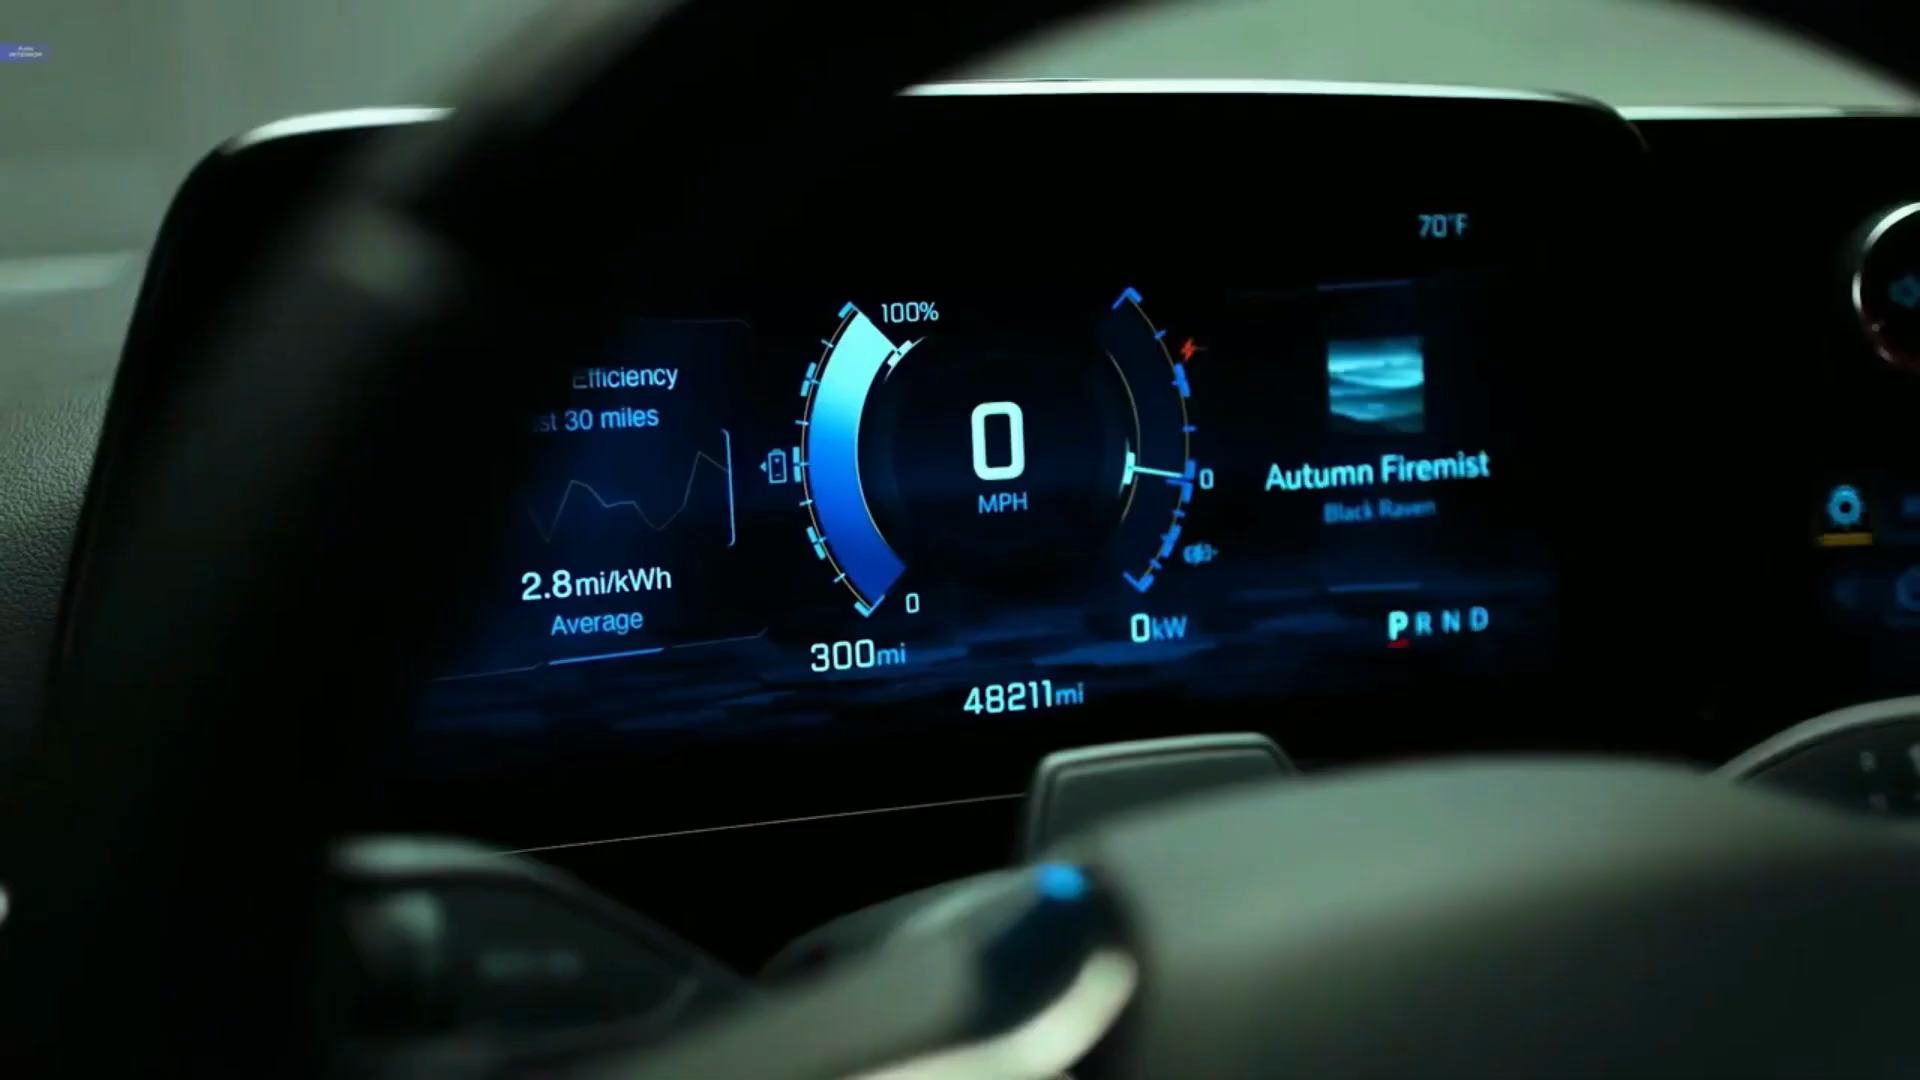 70°F
100%
Efficiency
st 30 miles
0
MPH
0
Autumn Firemist
Black Raven
2.8mi/kWh
Average
0
300mi
0kW
P R N D
48211mi